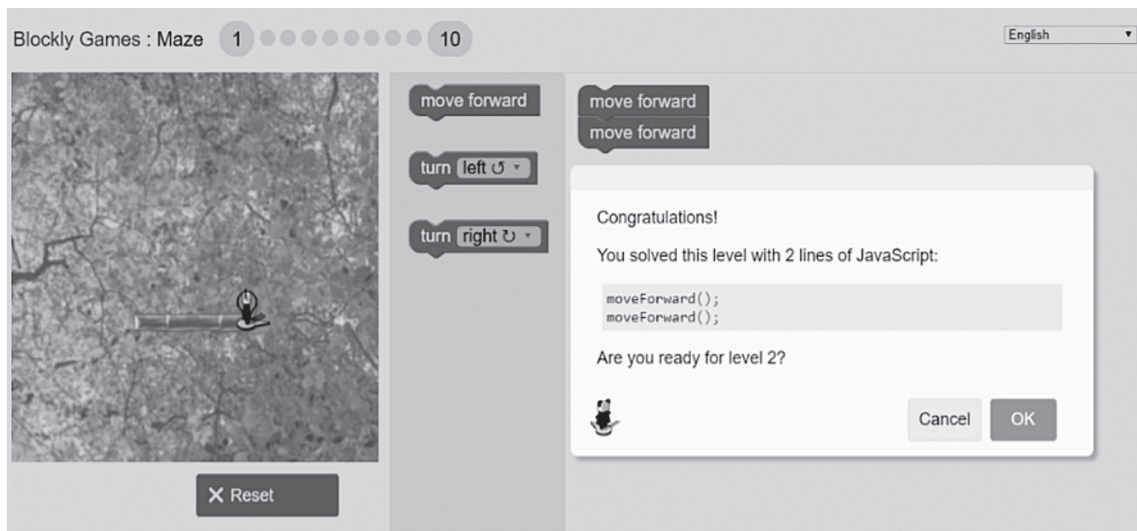 Blockly Games : Maze 1 10
English
move forward
turn left ↺
turn right ↻
move forward
move forward
Congratulations!
You solved this level with 2 lines of JavaScript:
moveForward();
moveForward();
Are you ready for level 2?
Cancel OK
Reset